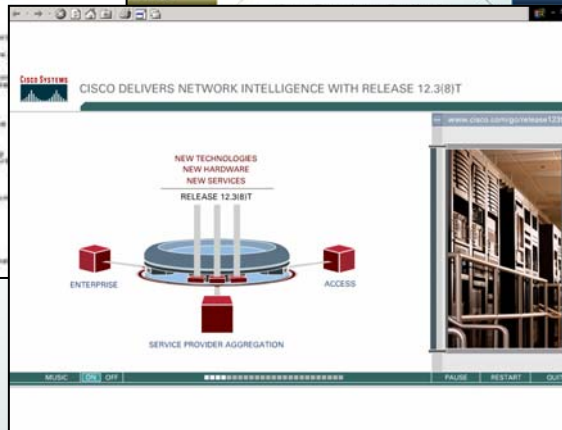 CISCO SYSTEMS
CISCO DELIVERS NETWORK INTELLIGENCE WITH RELEASE 12.3(8)T
NEW TECHNOLOGIES
NEW HARDWARE
NEW SERVICES
RELEASE 12.3(8)T
ENTERPRISE
ACCESS
SERVICE PROVIDER AGGREGATION
MUSIC ON OFF
PAUSE RESTART